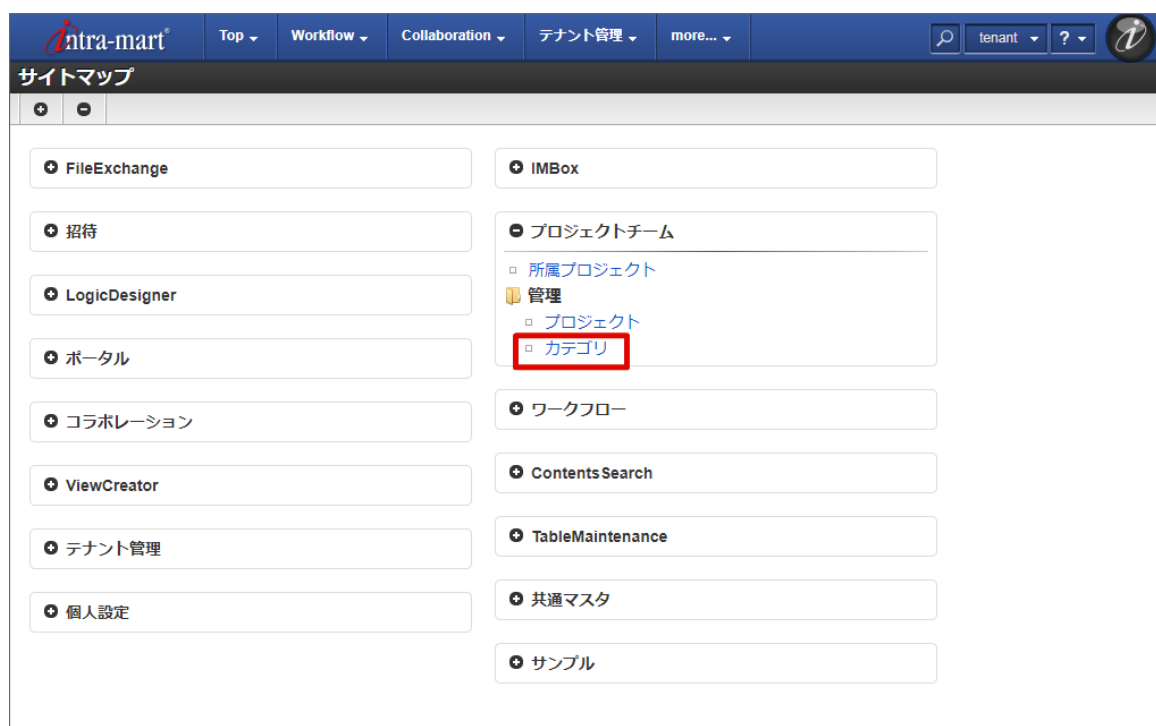 intra-mart® Top Workflow Collaboration テナント管理 more... tenant ?
サイトマップ
FileExchange
招待
LogicDesigner
ポータル
コラボレーション
ViewCreator
テナント管理
個人設定
IMBox
プロジェクトチーム
所属プロジェクト
管理
プロジェクト
カテゴリ
ワークフロー
ContentsSearch
TableMaintenance
共通マスタ
サンプル